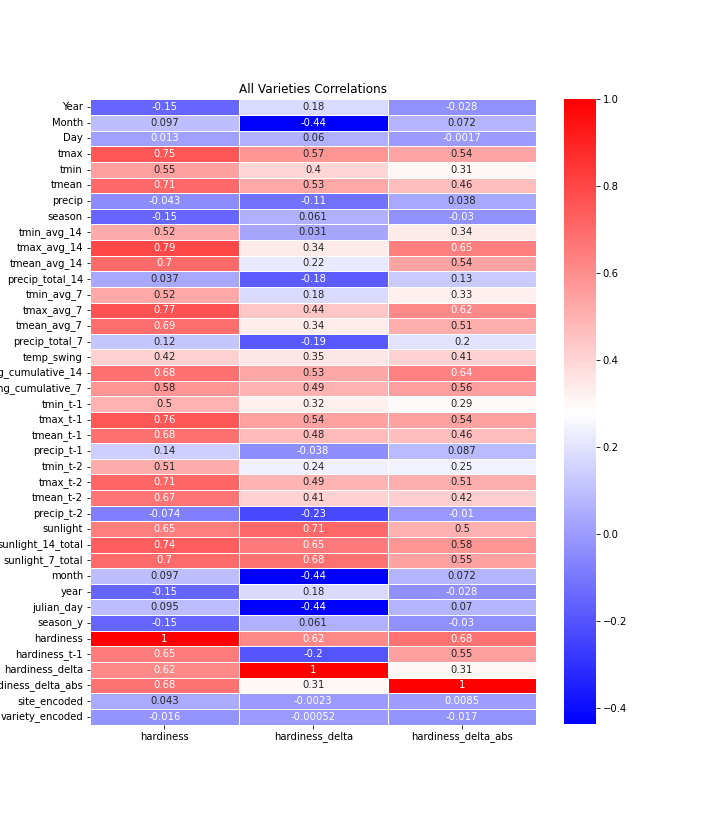 All Varieties Correlations
Year -0.15 0.18 -0.028
Month 0.097 -0.44 0.072
Day 0.013 0.06 -0.0017
tmax 0.75 0.57 0.54
tmin 0.55 0.4 0.31
tmean 0.71 0.53 0.46
precip -0.043 -0.11 0.038
season -0.15 0.061 -0.03
tmin_avg_14 0.52 0.031 0.34
tmax_avg_14 0.79 0.34 0.65
tmean_avg_14 0.7 0.22 0.54
precip_total_14 0.037 -0.18 0.13
tmin_avg_7 0.52 0.18 0.33
tmax_avg_7 0.77 0.44 0.62
tmean_avg_7 0.69 0.34 0.51
precip_total_7 0.12 -0.19 0.2
temp_swing 0.42 0.35 0.41
g_cumulative_14 0.68 0.53 0.64
ng_cumulative_7 0.58 0.49 0.56
tmin_t-1 0.5 0.32 0.29
tmax_t-1 0.76 0.54 0.54
tmean_t-1 0.68 0.48 0.46
precip_t-1 0.14 -0.038 0.087
tmin_t-2 0.51 0.24 0.25
tmax_t-2 0.71 0.49 0.51
tmean_t-2 0.67 0.41 0.42
precip_t-2 -0.074 -0.23 -0.01
sunlight 0.65 0.71 0.5
sunlight_14_total 0.74 0.65 0.58
sunlight_7_total 0.7 0.68 0.55
month 0.097 -0.44 0.072
year -0.15 0.18 -0.028
julian_day 0.095 -0.44 0.07
season_y -0.15 0.061 -0.03
hardiness 1 0.62 0.68
hardiness_t-1 0.65 -0.2 0.55
hardiness_delta 0.62 1 0.31
diness_delta_abs 0.68 0.31 1
site_encoded 0.043 -0.0023 0.0085
variety_encoded -0.016 -0.00052 -0.017
hardiness hardiness_delta hardiness_delta_abs
1.0
0.8
0.6
0.4
0.2
0.0
−0.2
−0.4